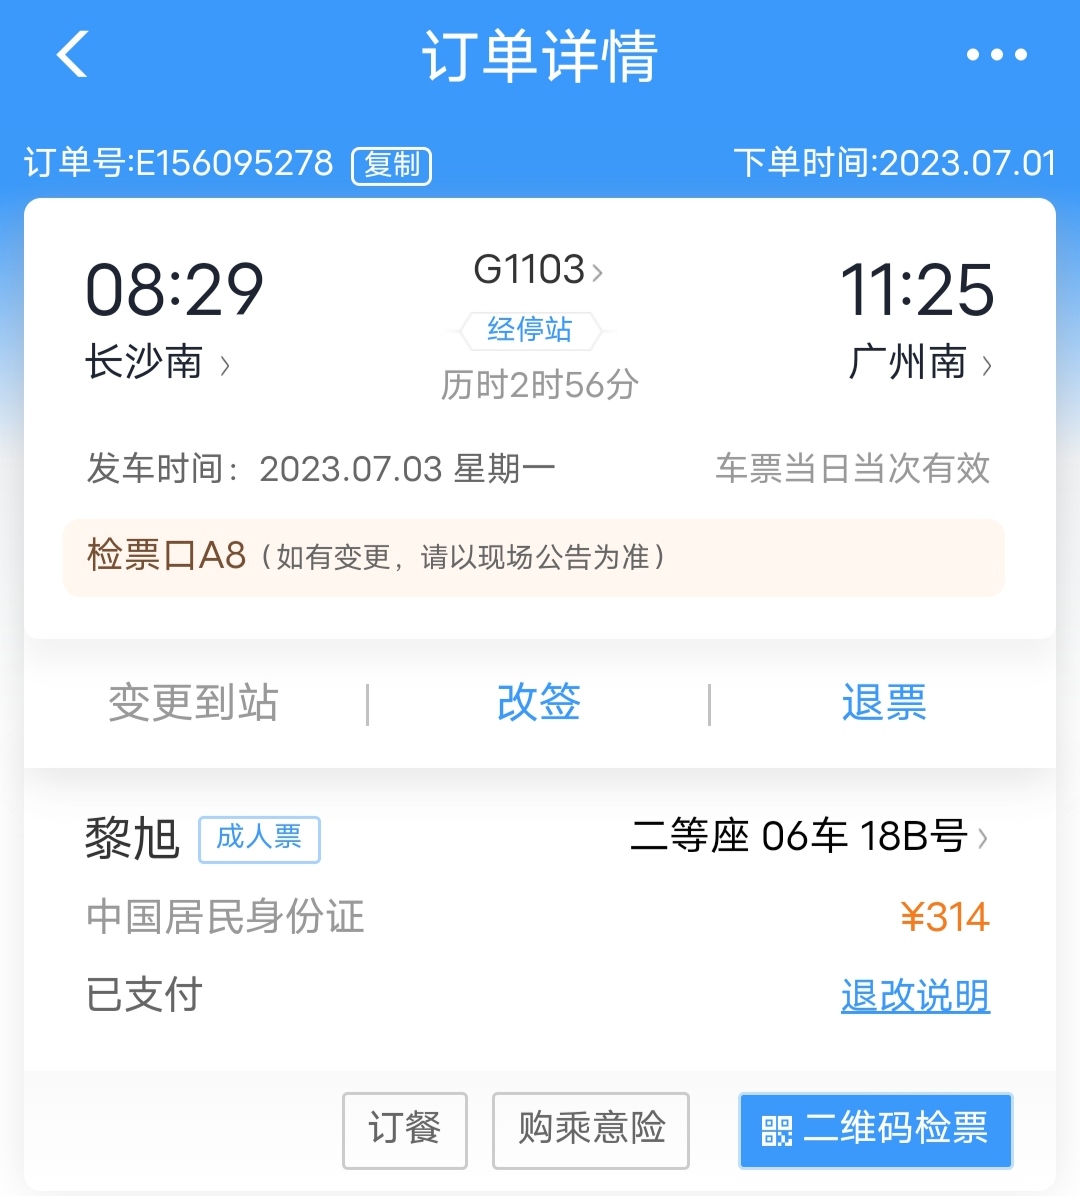 订单详情
订单号:E156095278 复制 下单时间:2023.07.01
08:29 G1103 11:25
经停站
长沙南 广州南
历时2时56分
发车时间：2023.07.03 星期一 车票当日当次有效
检票口A8（如有变更，请以现场公告为准）
变更到站 | 改签 | 退票
黎旭 成人票 二等座 06车 18B号
中国居民身份证 ¥314
已支付 退改说明
订餐 购乘意险 二维码检票